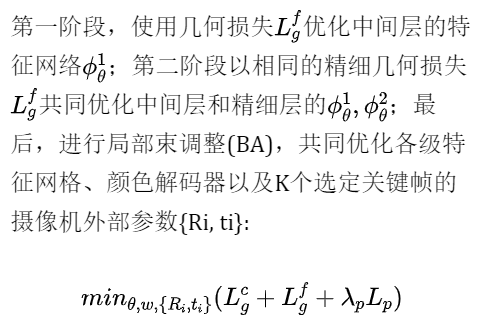 第一阶段，使用几何损失$L_g^f$优化中间层的特
征网络$\phi_\theta^1$；第二阶段以相同的精细几何损失
$L_g^f$共同优化中间层和精细层的$\phi_\theta^1, \phi_\theta^2$；最
后，进行局部束调整(BA)，共同优化各级特
征网格、颜色解码器以及K个选定关键帧的
摄像机外部参数{Ri, ti}:
$min_{\theta,w,\{R_i,t_i\}}(L_g^c + L_g^f + \lambda_p L_p)$